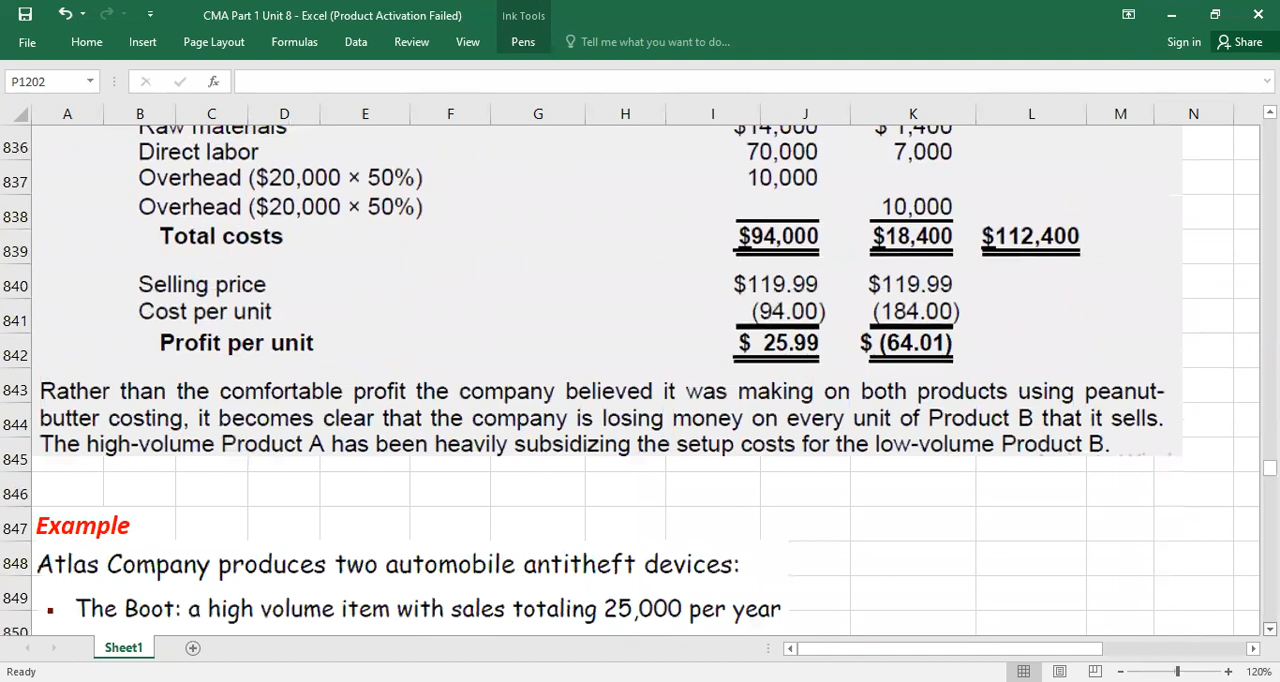 CMA Part 1 Unit 8 - Excel (Product Activation Failed)
Ink Tools
File Home Insert Page Layout Formulas Data Review View Pens Tell me what you want to do... Sign in Share
P1202 fx
A B C D E F G H I J K L M N
Raw materials $14,000 $ 1,400
836 Direct labor 70,000 7,000
837 Overhead ($20,000 × 50%) 10,000
838 Overhead ($20,000 × 50%) 10,000
839 Total costs $94,000 $18,400 $112,400
840 Selling price $119.99 $119.99
841 Cost per unit (94.00) (184.00)
842 Profit per unit $ 25.99 $ (64.01)
843 Rather than the comfortable profit the company believed it was making on both products using peanut-
844 butter costing, it becomes clear that the company is losing money on every unit of Product B that it sells.
845 The high-volume Product A has been heavily subsidizing the setup costs for the low-volume Product B.
846
847 Example
848 Atlas Company produces two automobile antitheft devices:
849 ▪ The Boot: a high volume item with sales totaling 25,000 per year
850
Sheet1
Ready 120%